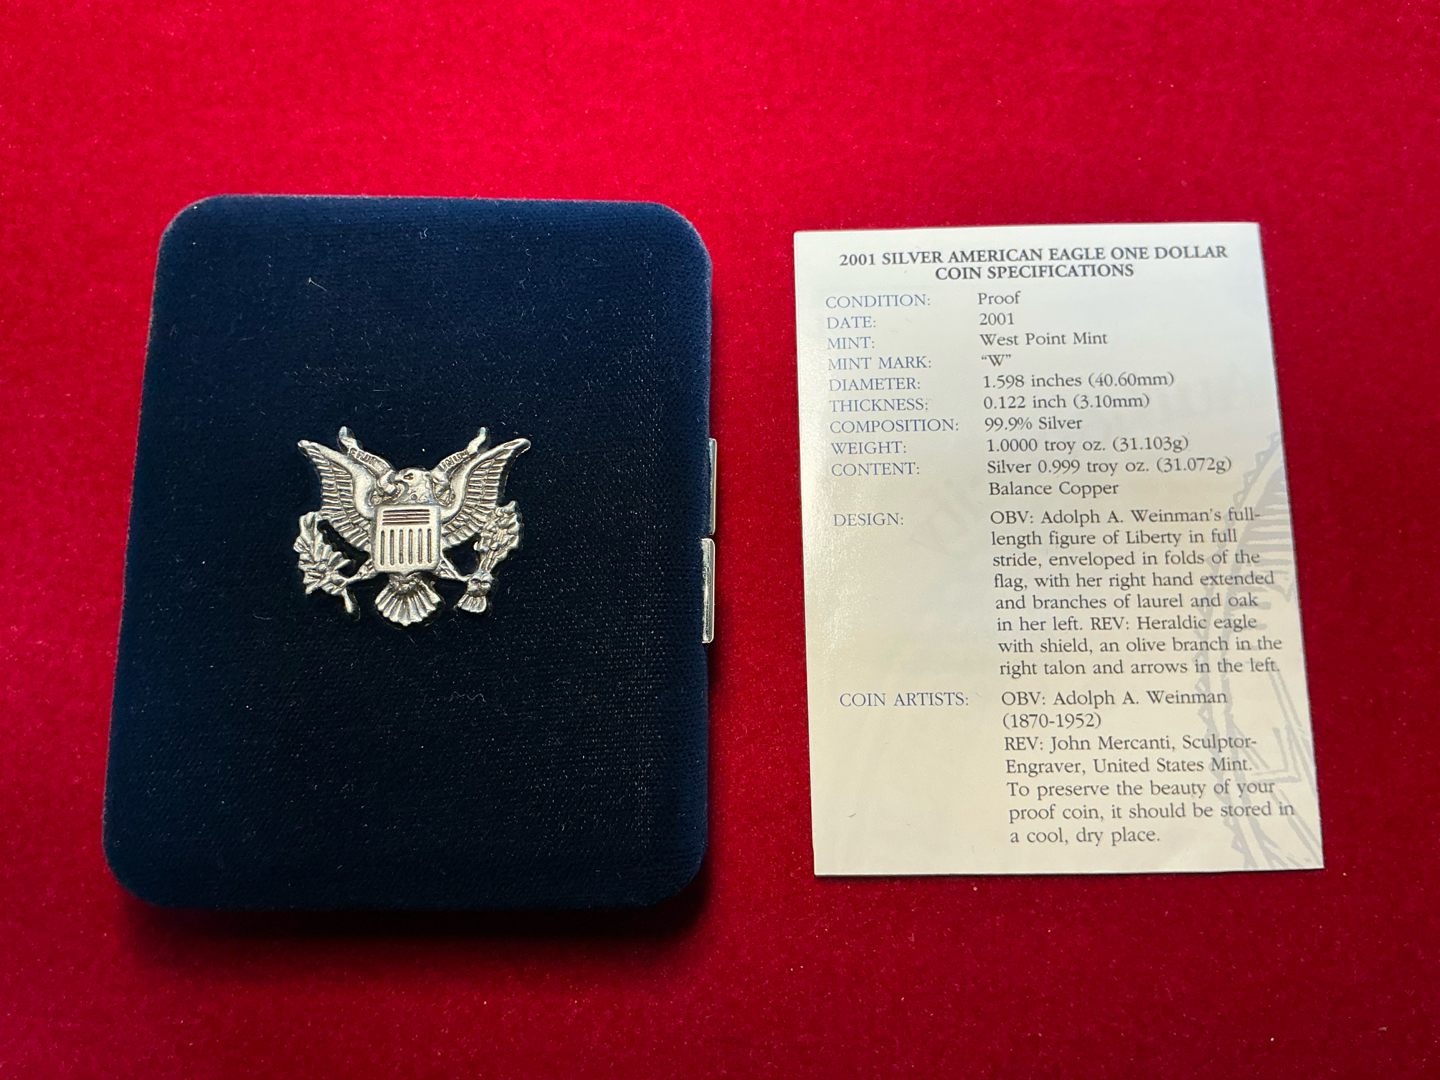 2001 SILVER AMERICAN EAGLE ONE DOLLAR
COIN SPECIFICATIONS
CONDITION: Proof
DATE: 2001
MINT: West Point Mint
MINT MARK: “W”
DIAMETER: 1.598 inches (40.60mm)
THICKNESS: 0.122 inch (3.10mm)
COMPOSITION: 99.9% Silver
WEIGHT: 1.0000 troy oz. (31.103g)
CONTENT: Silver 0.999 troy oz. (31.072g)
Balance Copper
DESIGN: OBV: Adolph A. Weinman's full-
length figure of Liberty in full
stride, enveloped in folds of the
flag, with her right hand extended
and branches of laurel and oak
in her left. REV: Heraldic eagle
with shield, an olive branch in the
right talon and arrows in the left.
COIN ARTISTS: OBV: Adolph A. Weinman
(1870-1952)
REV: John Mercanti, Sculptor-
Engraver, United States Mint.
To preserve the beauty of your
proof coin, it should be stored in
a cool, dry place.